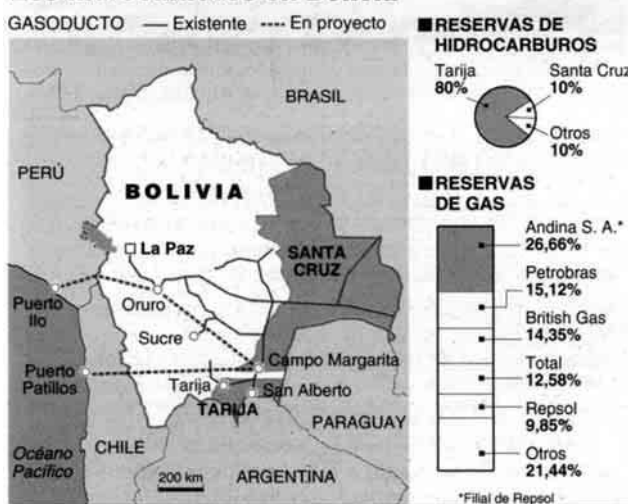 GASODUCTO — Existente ---- En proyecto
BRASIL
PERÚ
BOLIVIA
La Paz
SANTA
CRUZ
Puerto
Ilo
Oruro
Sucre
Campo Margarita
Puerto
Patillos
Tarija
San Alberto
TARIJA
PARAGUAY
CHILE
Océano
Pacífico
200 km
ARGENTINA
■RESERVAS DE
HIDROCARBUROS
Tarija
80%
Santa Cruz
10%
Otros
10%
■RESERVAS
DE GAS
Andina S. A.*
26,66%
Petrobras
15,12%
British Gas
14,35%
Total
12,58%
Repsol
9,85%
Otros
21,44%
*Filial de Repsol